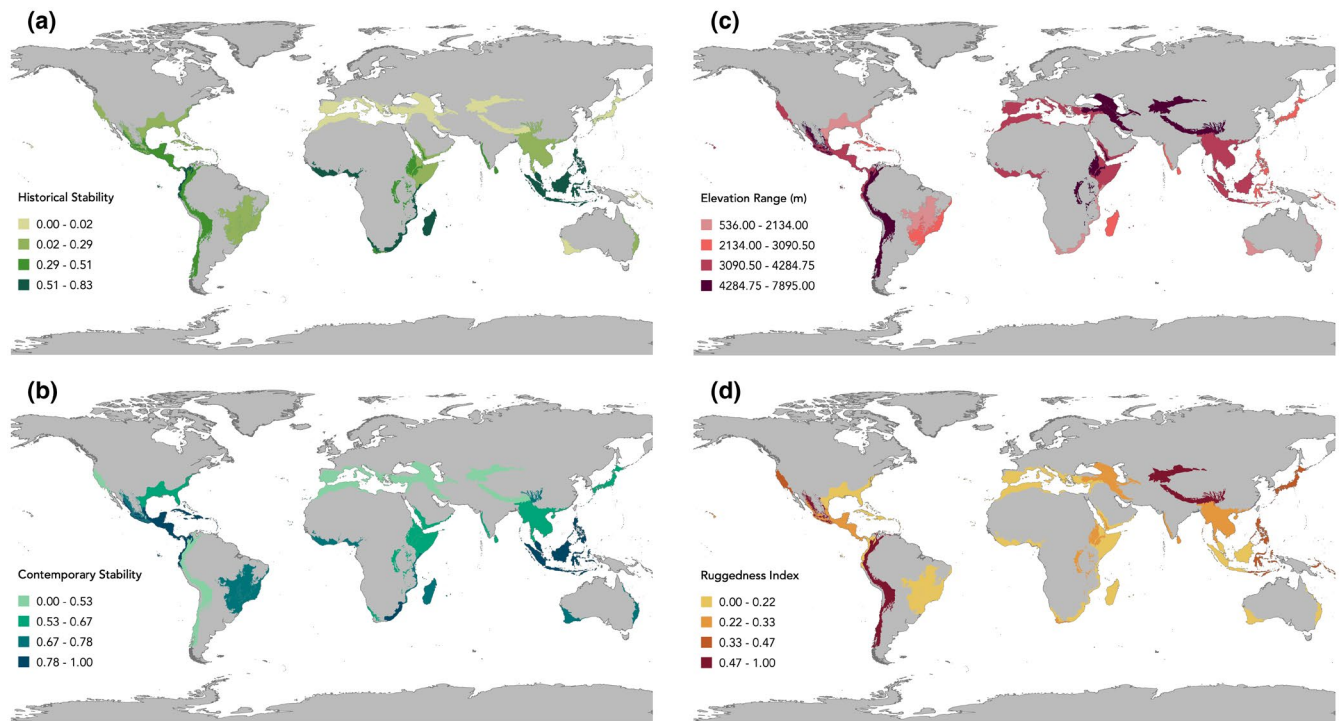 (a)
Historical Stability
0.00 - 0.02
0.02 - 0.29
0.29 - 0.51
0.51 - 0.83
(c)
Elevation Range (m)
536.00 - 2134.00
2134.00 - 3090.50
3090.50 - 4284.75
4284.75 - 7895.00
(b)
Contemporary Stability
0.00 - 0.53
0.53 - 0.67
0.67 - 0.78
0.78 - 1.00
(d)
Ruggedness Index
0.00 - 0.22
0.22 - 0.33
0.33 - 0.47
0.47 - 1.00